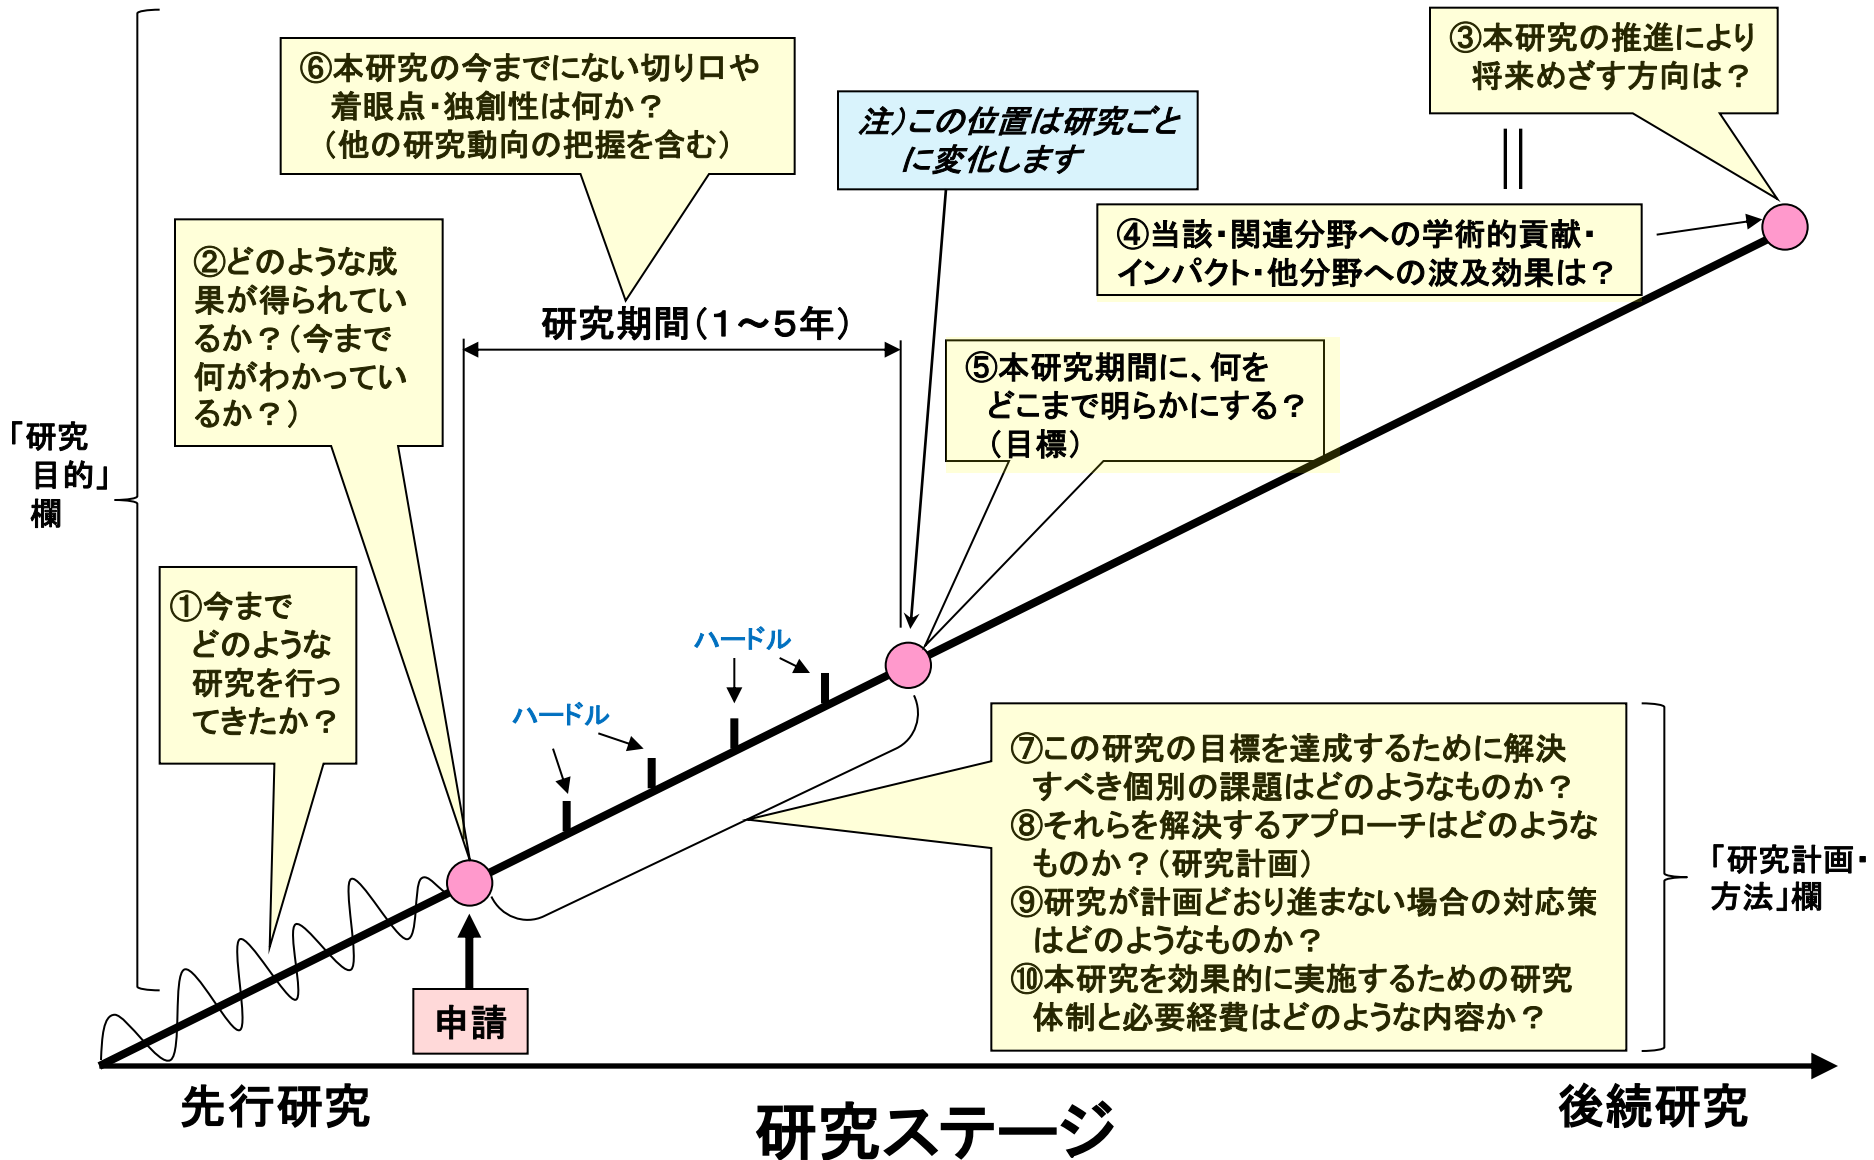 ⑥本研究の今までにない切り口や
着眼点・独創性は何か？
（他の研究動向の把握を含む）
③本研究の推進により
将来めざす方向は？
注）この位置は研究ごと
に変化します
②どのような成
果が得られてい
るか？（今まで
何がわかってい
るか？）
④当該・関連分野への学術的貢献・
インパクト・他分野への波及効果は？
研究期間（１～５年）
⑤本研究期間に、何を
どこまで明らかにする？
（目標）
「研究
目的」
欄
①今まで
どのような
研究を行っ
てきたか？
ハードル
ハードル
⑦この研究の目標を達成するために解決
すべき個別の課題はどのようなものか？
⑧それらを解決するアプローチはどのような
ものか？（研究計画）
⑨研究が計画どおり進まない場合の対応策
はどのようなものか？
⑩本研究を効果的に実施するための研究
体制と必要経費はどのような内容か？
「研究計画・
方法」欄
申請
先行研究
研究ステージ
後続研究